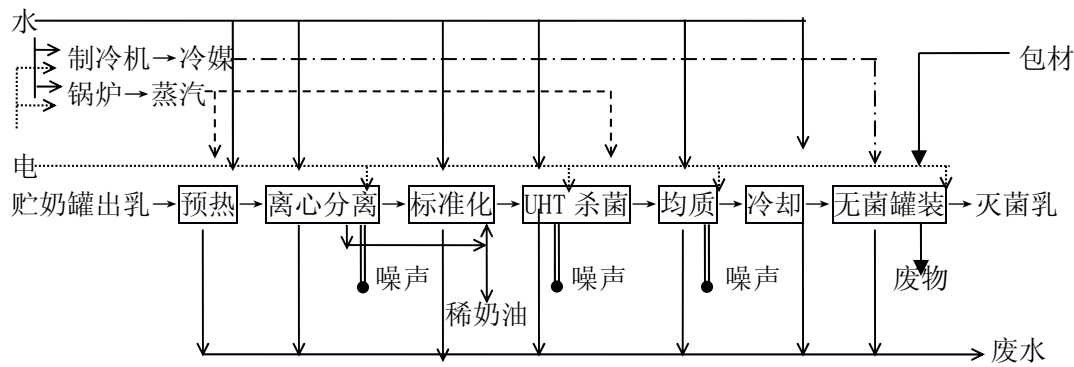 水
制冷机→冷媒
包材
锅炉→蒸汽
电
贮奶罐出乳→预热→离心分离→标准化→UHT 杀菌→均质→冷却→无菌罐装→灭菌乳
噪声
噪声
噪声
废物
稀奶油
废水